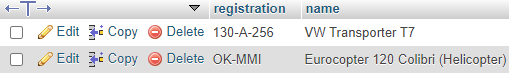 ←T→ registration name
Edit Copy Delete 130-A-256 VW Transporter T7
Edit Copy Delete OK-MMI Eurocopter 120 Colibri (Helicopter)